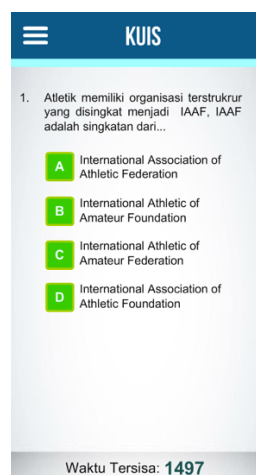 KUIS
1. Atletik memiliki organisasi terstrukrur
yang disingkat menjadi IAAF, IAAF
adalah singkatan dari...
A International Association of
Athletic Federation
B International Athletic of
Amateur Foundation
C International Athletic of
Amateur Federation
D International Association of
Athletic Foundation
Waktu Tersisa: 1497